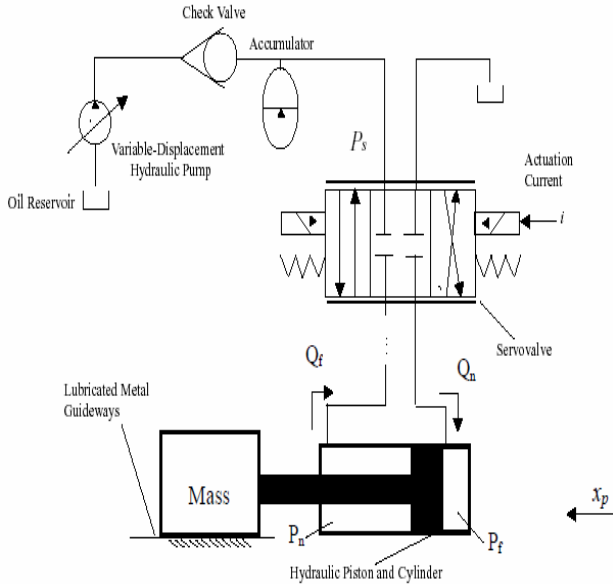 Check Valve
Accumulator
Ps
Variable-Displacement
Hydraulic Pump
Oil Reservoir
Actuation
Current
i
Servovalve
Qf
Qn
Lubricated Metal
Guideways
Mass
Pn
Pf
xp
Hydraulic Piston and Cylinder